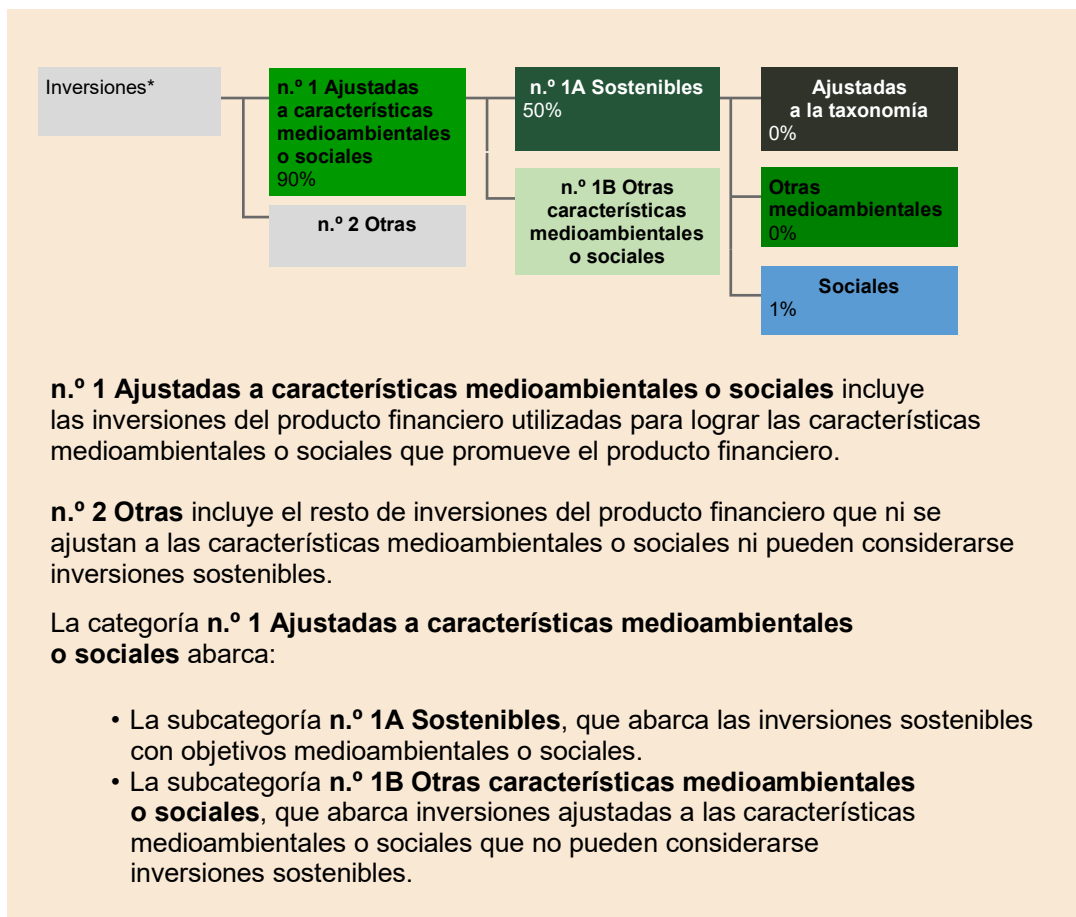 Inversiones*
n.º 1 Ajustadas
a características
medioambientales
o sociales
90%
n.º 2 Otras
n.º 1A Sostenibles
50%
n.º 1B Otras
características
medioambientales
o sociales
Ajustadas
a la taxonomía
0%
Otras
medioambientales
0%
Sociales
1%
n.º 1 Ajustadas a características medioambientales o sociales incluye
las inversiones del producto financiero utilizadas para lograr las características
medioambientales o sociales que promueve el producto financiero.
n.º 2 Otras incluye el resto de inversiones del producto financiero que ni se
ajustan a las características medioambientales o sociales ni pueden considerarse
inversiones sostenibles.
La categoría n.º 1 Ajustadas a características medioambientales
o sociales abarca:
• La subcategoría n.º 1A Sostenibles, que abarca las inversiones sostenibles
con objetivos medioambientales o sociales.
• La subcategoría n.º 1B Otras características medioambientales
o sociales, que abarca inversiones ajustadas a las características
medioambientales o sociales que no pueden considerarse
inversiones sostenibles.